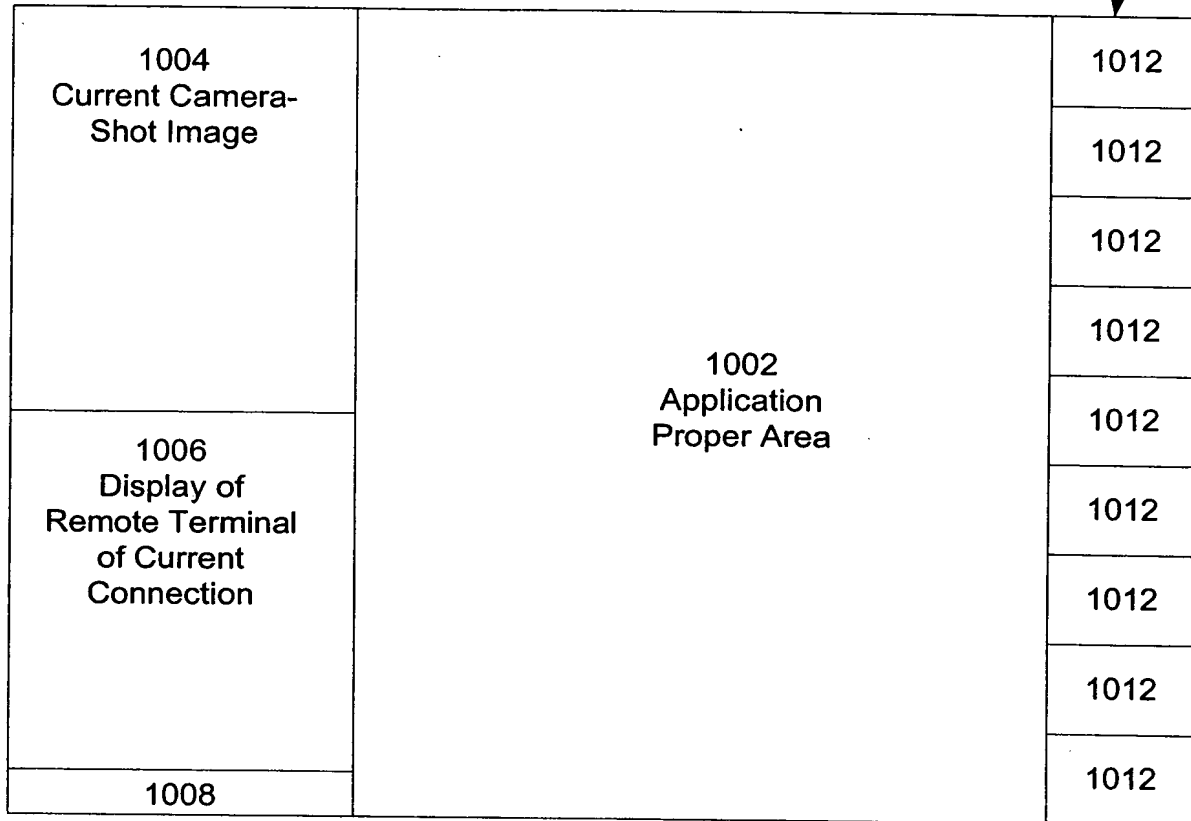 1004
Current Camera-
Shot Image
1006
Display of
Remote Terminal
of Current
Connection
1008
1002
Application
Proper Area
1012
1012
1012
1012
1012
1012
1012
1012
1012